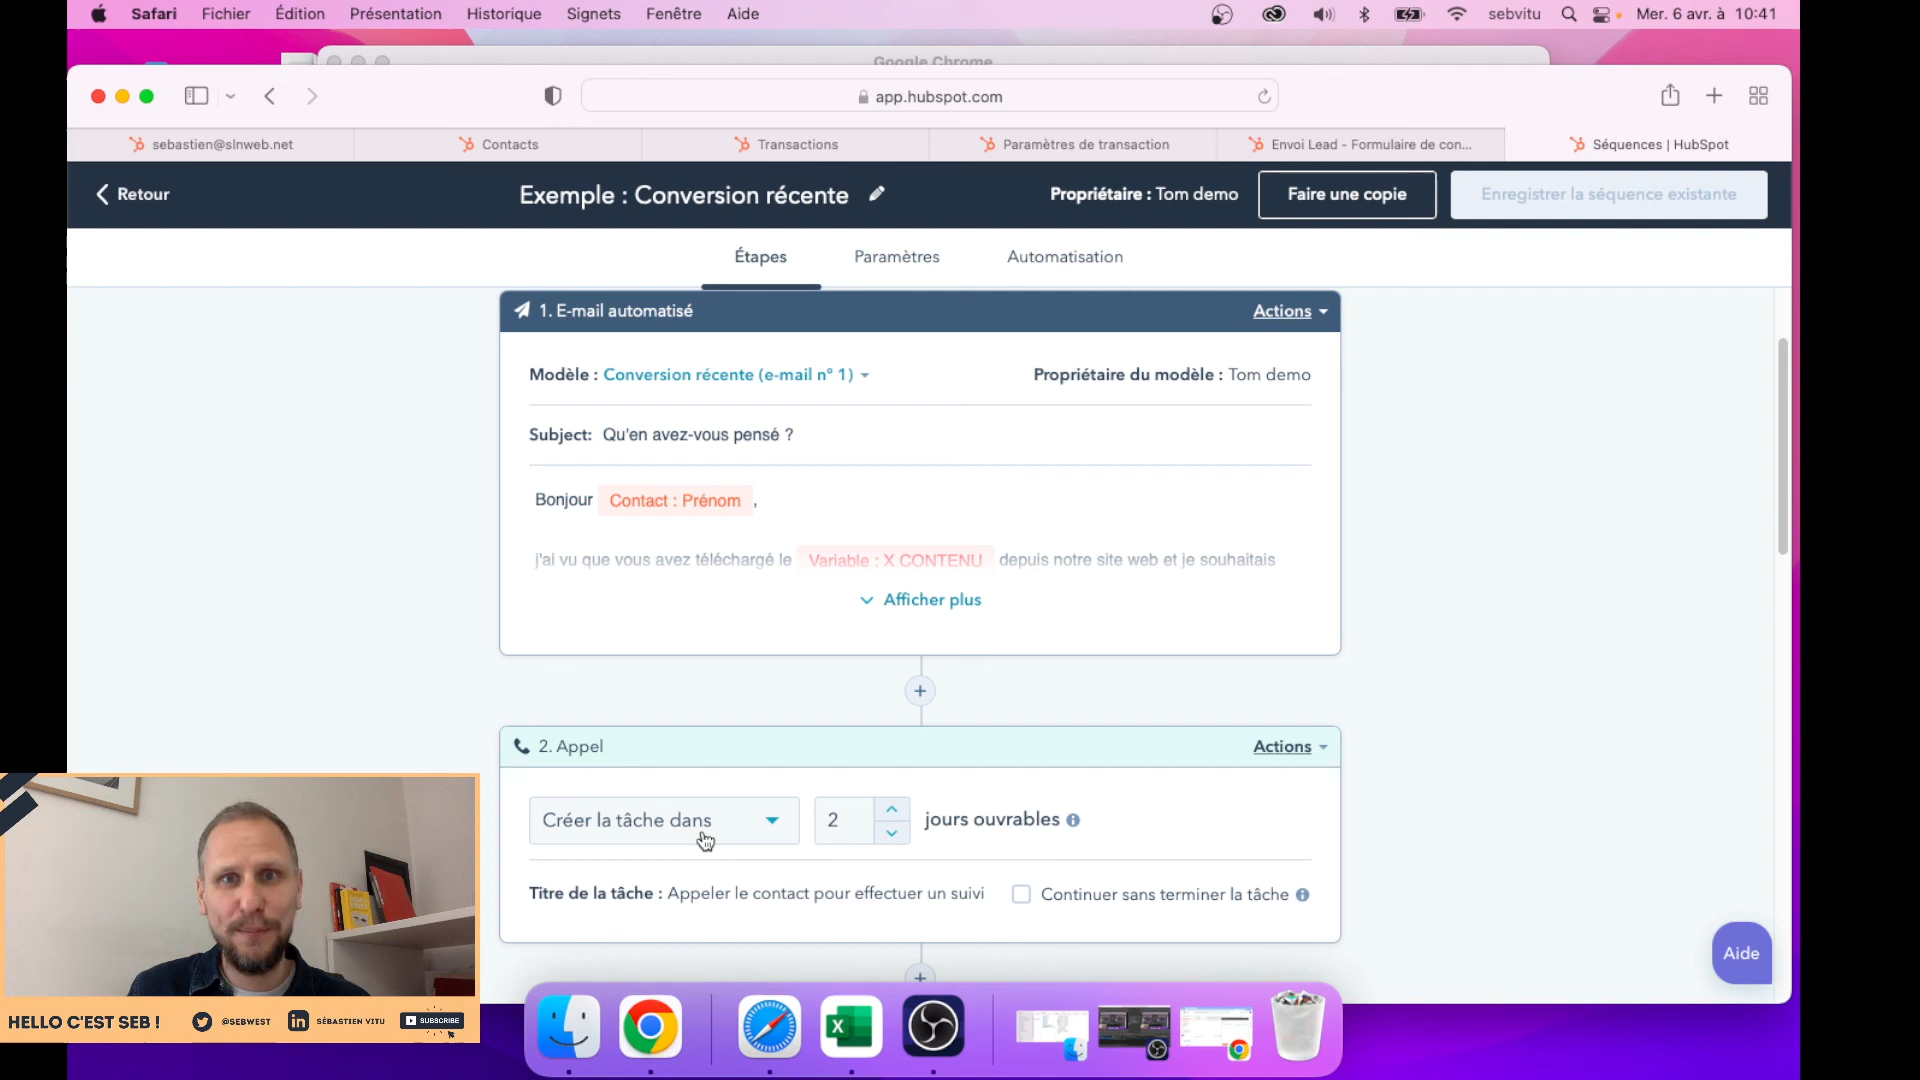 Safari Fichier Édition Présentation Historique Signets Fenêtre Aide sebvitu Mer. 6 avr. à 10:41
Google Chrome
app.hubspot.com
sebastien@slnweb.net Contacts Transactions Paramètres de transaction Envoi Lead - Formulaire de con... Séquences | HubSpot
Retour Exemple : Conversion récente Propriétaire : Tom demo Faire une copie Enregistrer la séquence existante
Étapes Paramètres Automatisation
1. E-mail automatisé Actions
Modèle : Conversion récente (e-mail n° 1) Propriétaire du modèle : Tom demo
Subject: Qu'en avez-vous pensé ?
Bonjour Contact : Prénom ,
j'ai vu que vous avez téléchargé le Variable : X CONTENU depuis notre site web et je souhaitais
Afficher plus
2. Appel Actions
Créer la tâche dans 2 jours ouvrables
Titre de la tâche : Appeler le contact pour effectuer un suivi Continuer sans terminer la tâche
Aide
HELLO C'EST SEB ! @SEBWEST SÉBASTIEN VITU SUBSCRIBE